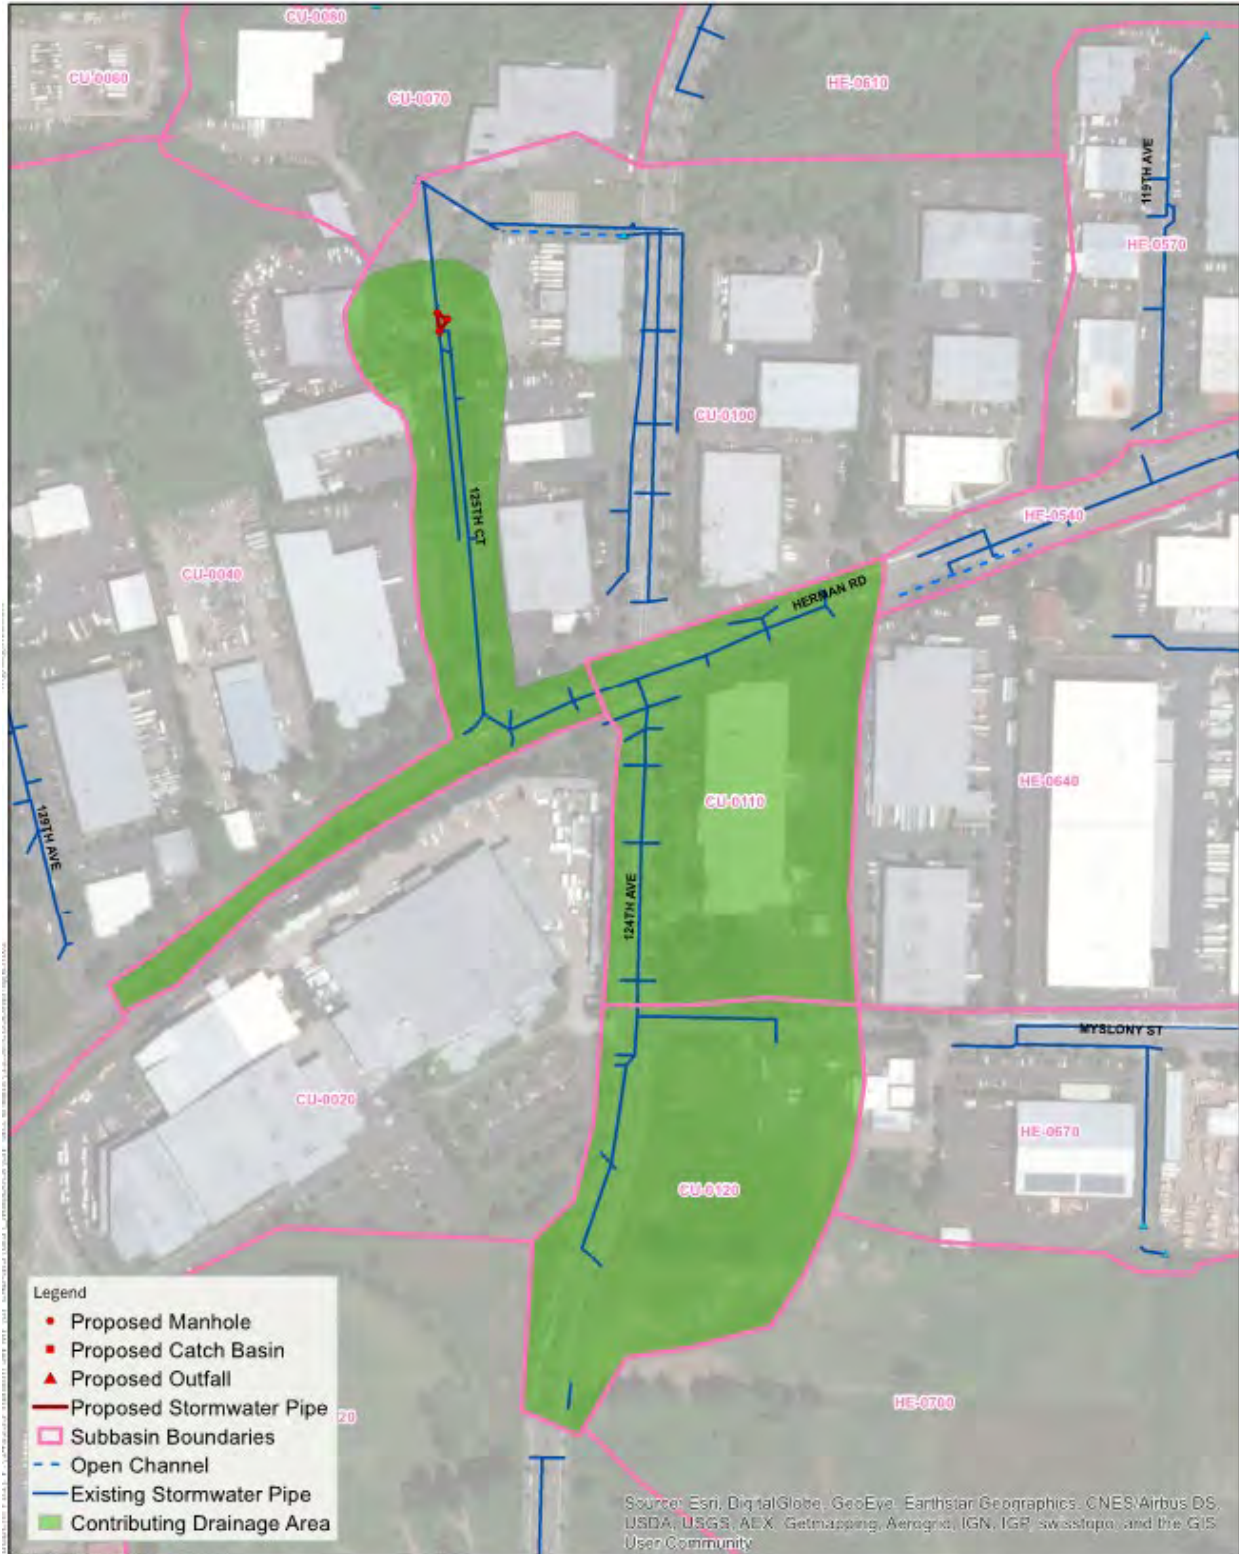 CU-0080
CU-0060
CU-0070
HE-0610
119TH AVE
HE-0570
CU-0100
125TH CT
HE-0540
CU-0040
HERMAN RD
CU-0110
HE-0640
129TH AVE
1247H AVE
MYSLONY ST
CU-0020
HE-0670
CU-0120
HE-0700
20
Legend
Proposed Manhole
Proposed Catch Basin
Proposed Outfall
Proposed Stormwater Pipe
Subbasin Boundaries
Open Channel
Existing Stormwater Pipe
Contributing Drainage Area
Source: Esri, DigitalGlobe, GeoEye, Earthstar Geographics, CNES/Airbus DS,
USDA, USGS, AEX, Getmapping, Aerogrid, IGN, IGP, swisstopo, and the GIS
User Community